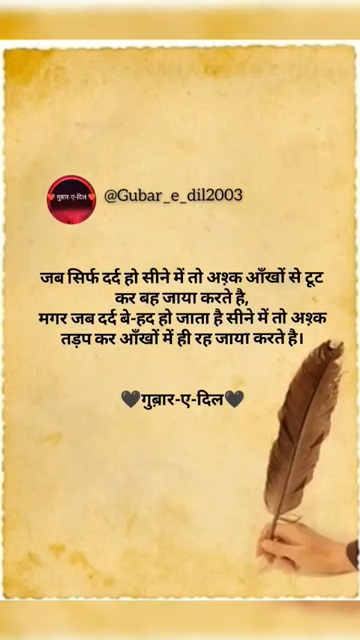 ❤️गुबार-ए-दिल❤️
@Gubar_e_dil2003
जब सिर्फ दर्द हो सीने में तो अश़्क आँखों से टूट
कर बह जाया करते है,
मगर जब दर्द बे-हद हो जाता है सीने में तो अश़्क
तड़प कर आँखों में ही रह जाया करते है।
🖤गुब़ार-ए-दिल🖤